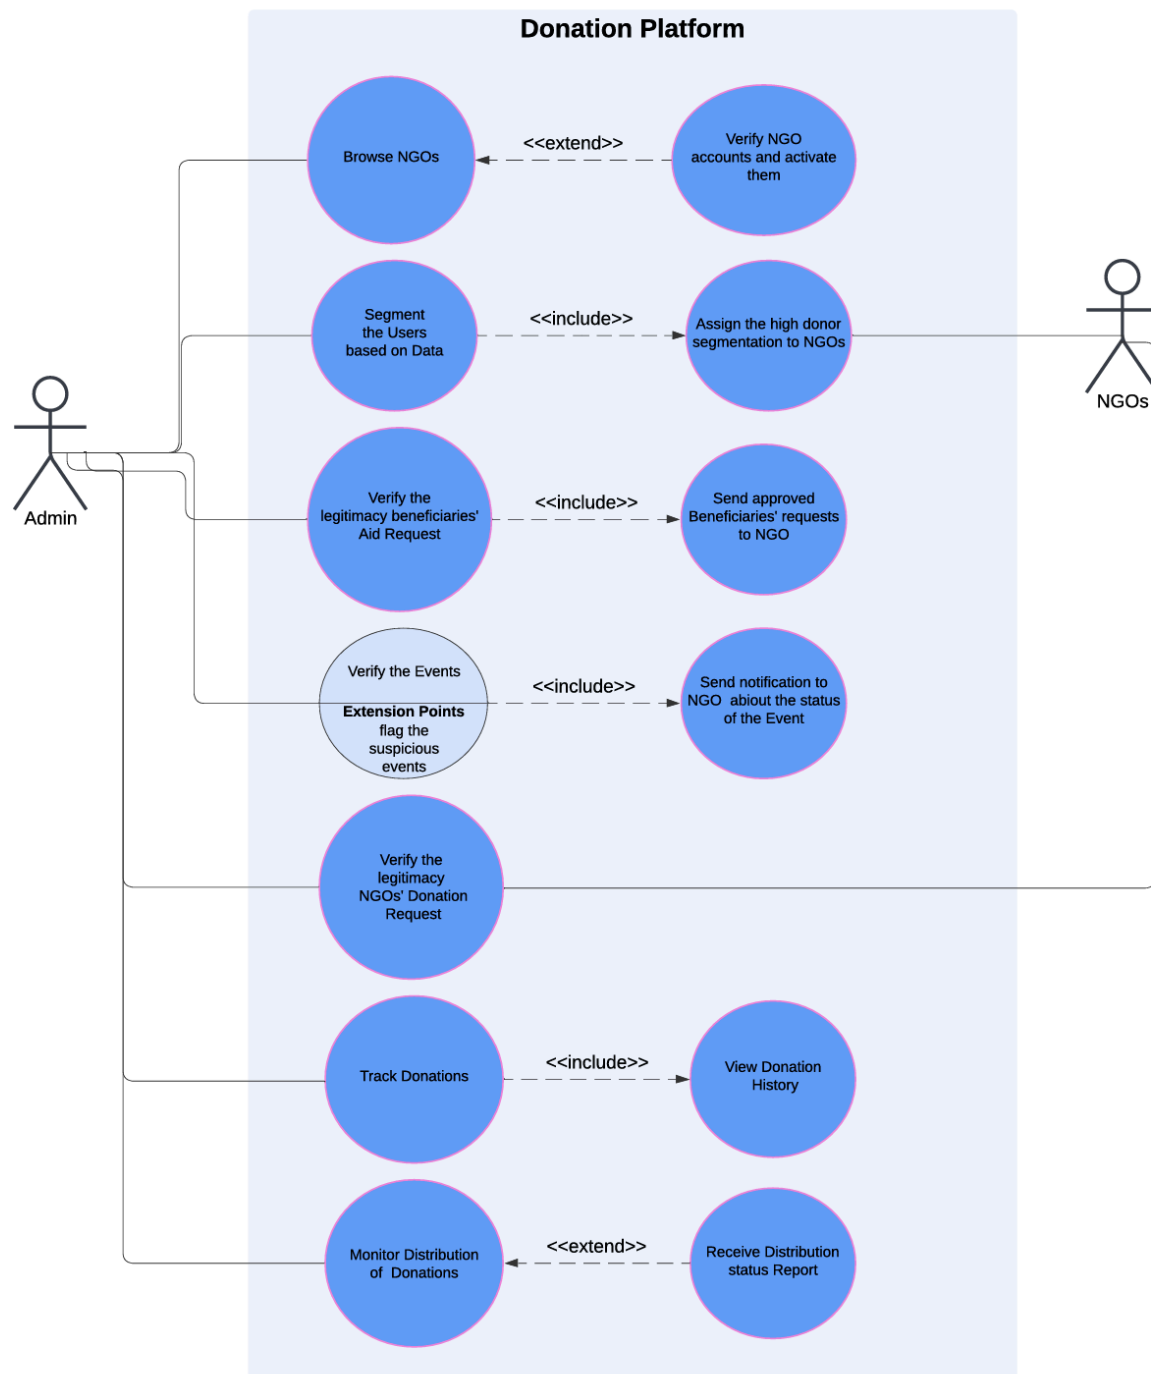 Donation Platform
Browse NGOs
<<extend>>
Verify NGO
accounts and activate
them
Segment
the Users
based on Data
<<include>>
Assign the high donor
segmentation to NGOs
NGOs
Admin
Verify the
legitimacy beneficiaries'
Aid Request
<<include>>
Send approved
Beneficiaries' requests
to NGO
Verify the Events
Extension Points
flag the
suspicious
events
<<include>>
Send notification to
NGO abiout the status
of the Event
Verify the
legitimacy
NGOs' Donation
Request
Track Donations
<<include>>
View Donation
History
Monitor Distribution
of Donations
<<extend>>
Receive Distribution
status Report